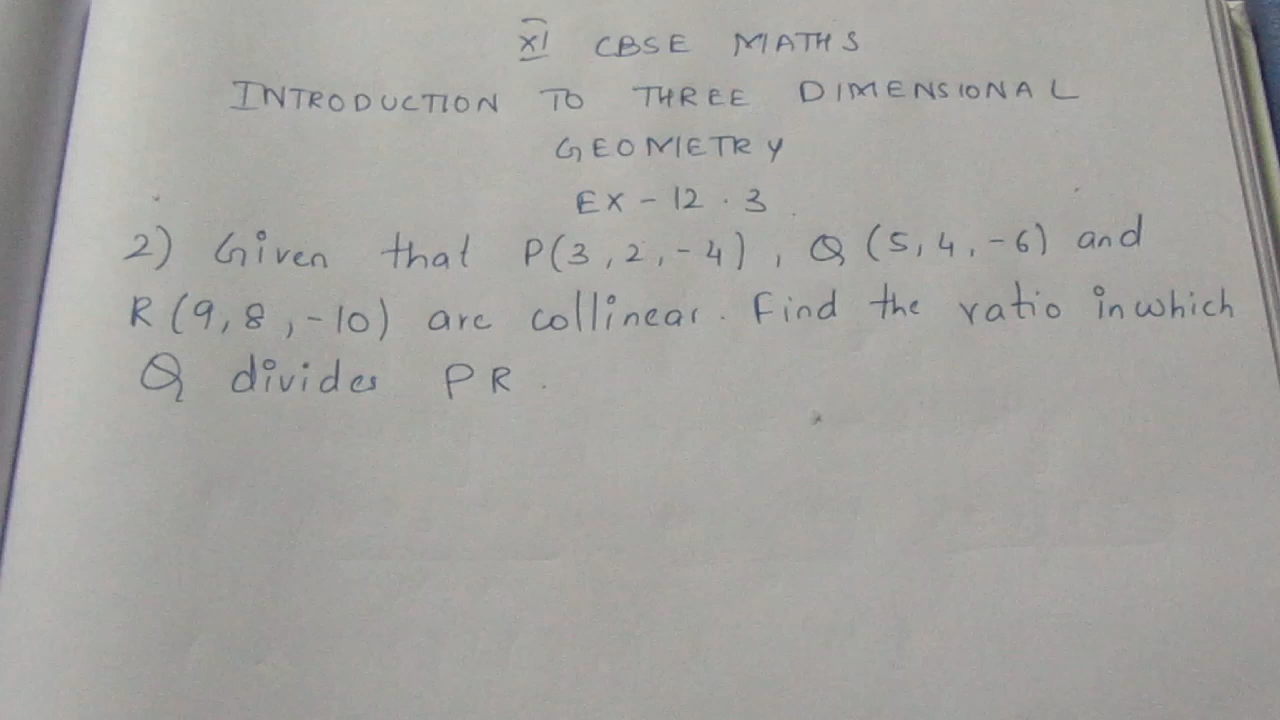 XI CBSE MATHS
INTRODUCTION TO THREE DIMENSIONAL
GEOMETRY
EX - 12.3
2) Given that P(3,2,-4), Q (5,4,-6) and
R (9,8,-10) are collinear. Find the ratio in which
Q divides PR.